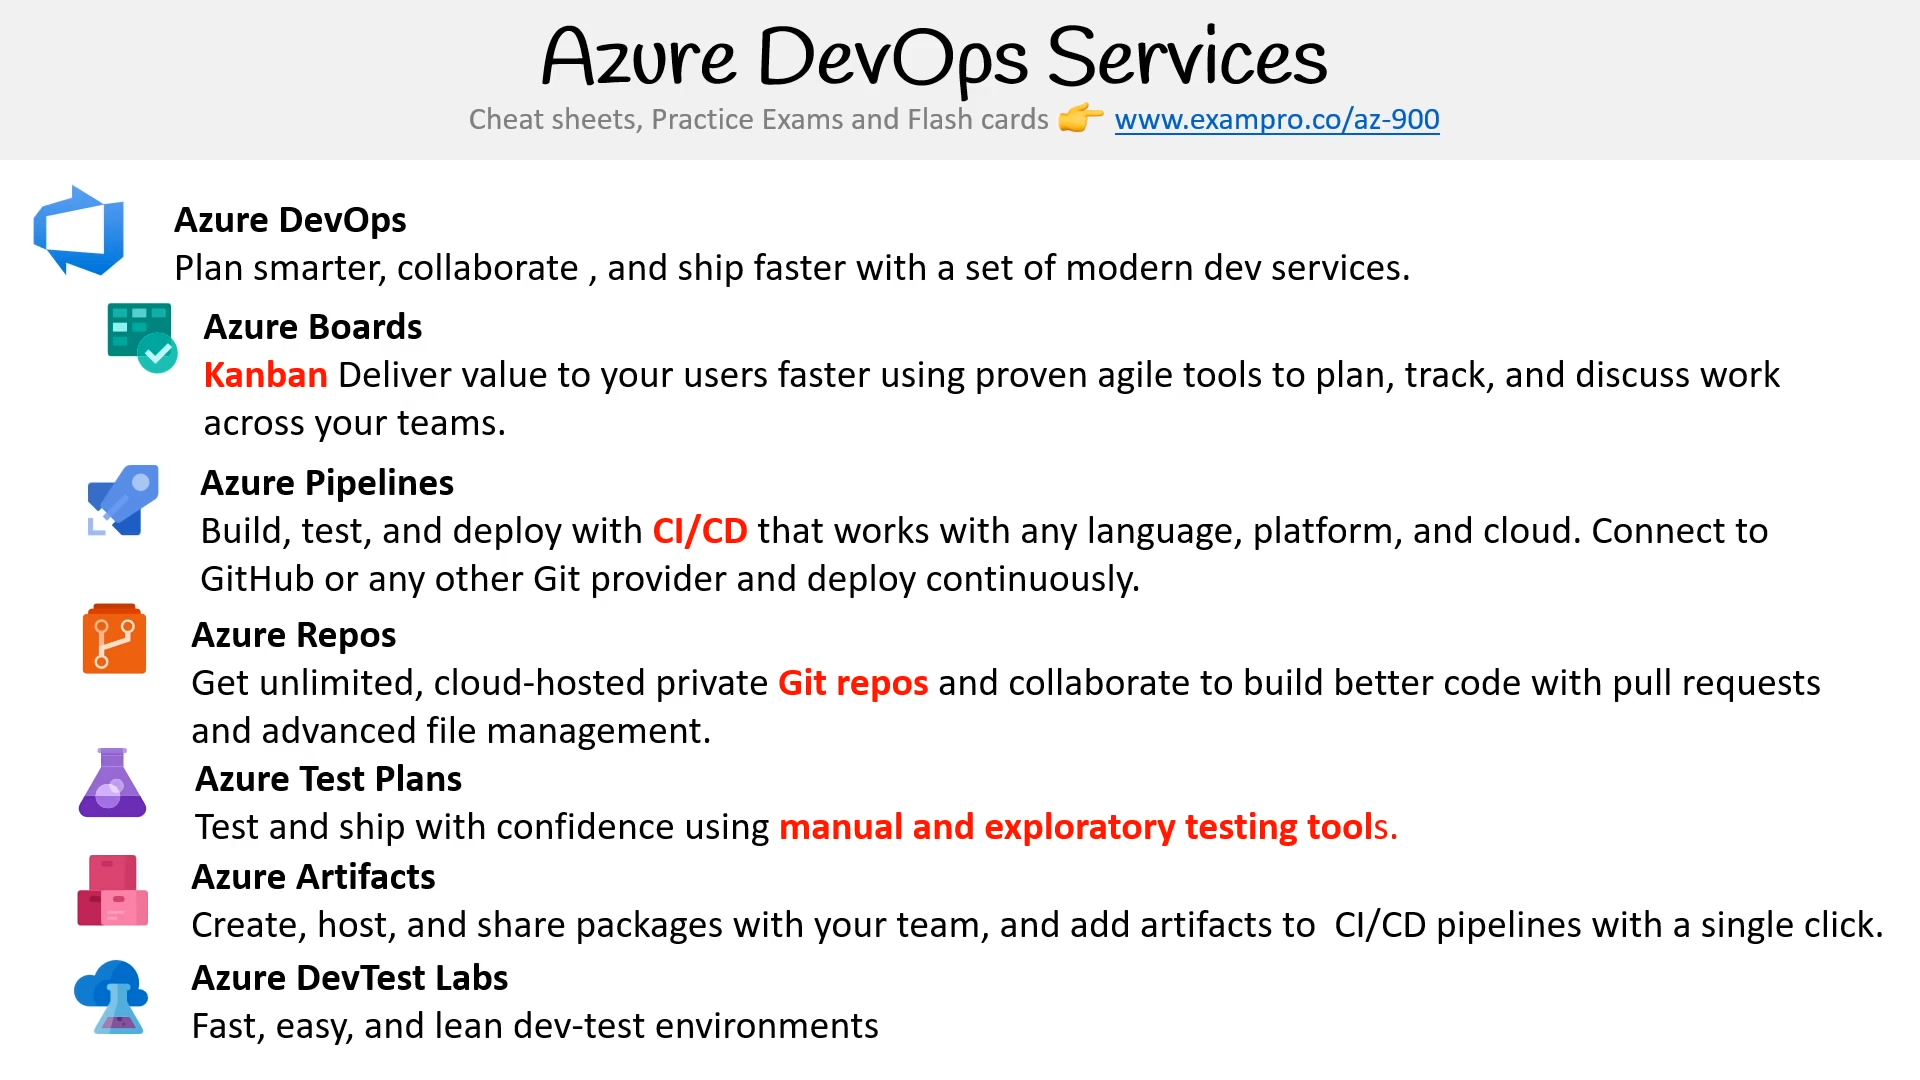 Azure DevOps Services
Cheat sheets, Practice Exams and Flash cards 👉 www.exampro.co/az-900
Azure DevOps
Plan smarter, collaborate , and ship faster with a set of modern dev services.
Azure Boards
Kanban Deliver value to your users faster using proven agile tools to plan, track, and discuss work
across your teams.
Azure Pipelines
Build, test, and deploy with CI/CD that works with any language, platform, and cloud. Connect to
GitHub or any other Git provider and deploy continuously.
Azure Repos
Get unlimited, cloud-hosted private Git repos and collaborate to build better code with pull requests
and advanced file management.
Azure Test Plans
Test and ship with confidence using manual and exploratory testing tools.
Azure Artifacts
Create, host, and share packages with your team, and add artifacts to  CI/CD pipelines with a single click.
Azure DevTest Labs
Fast, easy, and lean dev-test environments